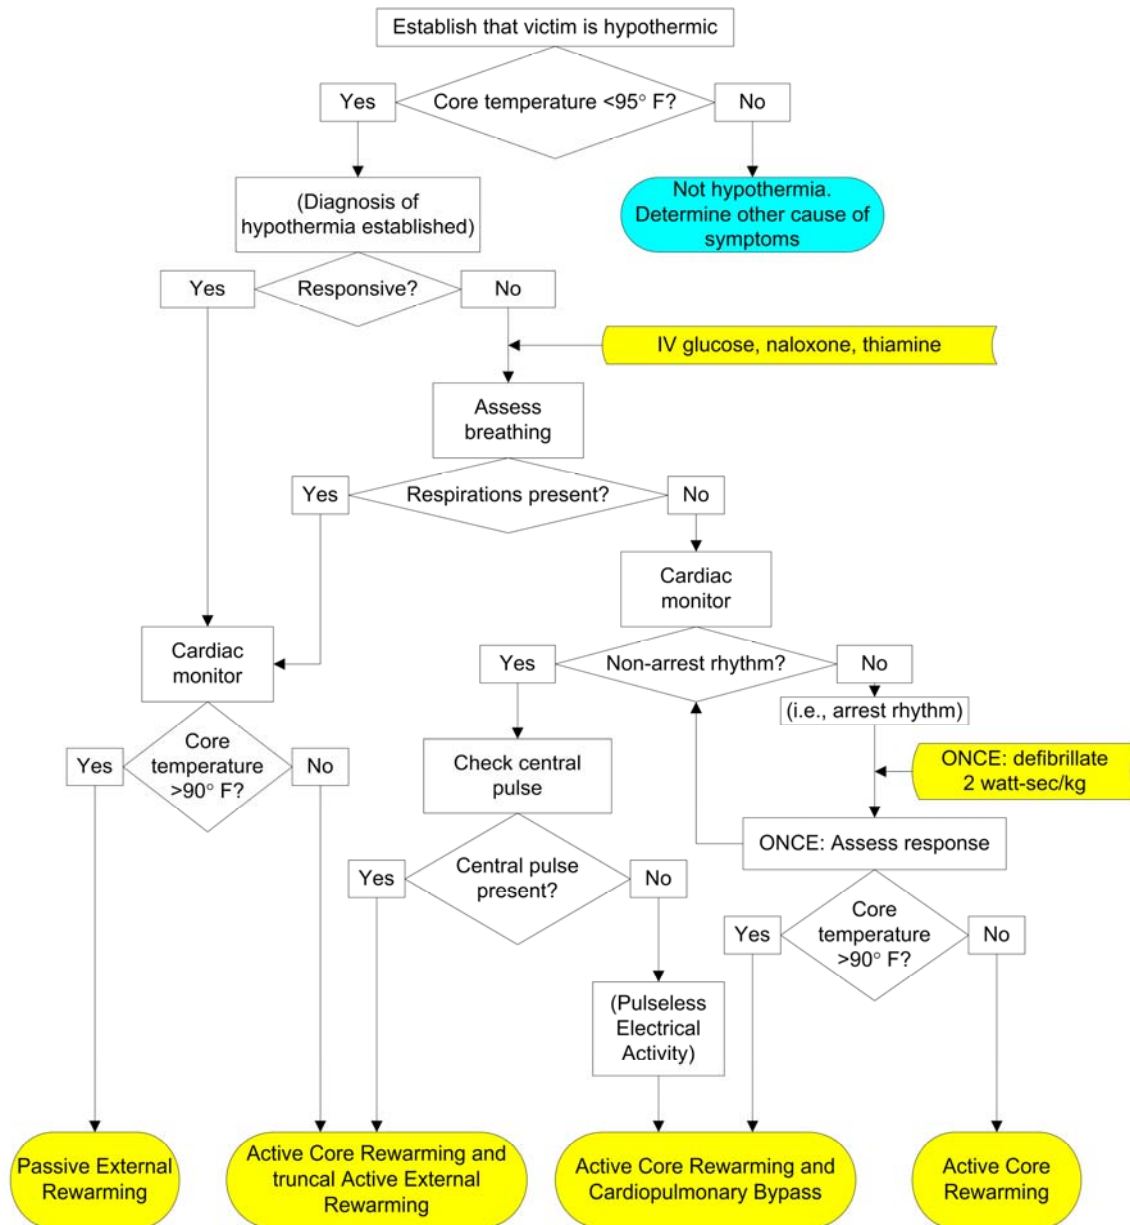 Establish that victim is hypothermic
Yes
Core temperature <95° F?
No
(Diagnosis of
hypothermia established)
Not hypothermia.
Determine other cause of
symptoms
Yes
Responsive?
No
IV glucose, naloxone, thiamine
Assess
breathing
Yes
Respirations present?
No
Cardiac
monitor
Cardiac
monitor
Yes
Non-arrest rhythm?
No
(i.e., arrest rhythm)
Yes
Core
temperature
>90° F?
No
Check central
pulse
ONCE: defibrillate
2 watt-sec/kg
ONCE: Assess response
Yes
Central pulse
present?
No
Yes
Core
temperature
>90° F?
No
(Pulseless
Electrical
Activity)
Passive External
Rewarming
Active Core Rewarming and
truncal Active External
Rewarming
Active Core Rewarming and
Cardiopulmonary Bypass
Active Core
Rewarming